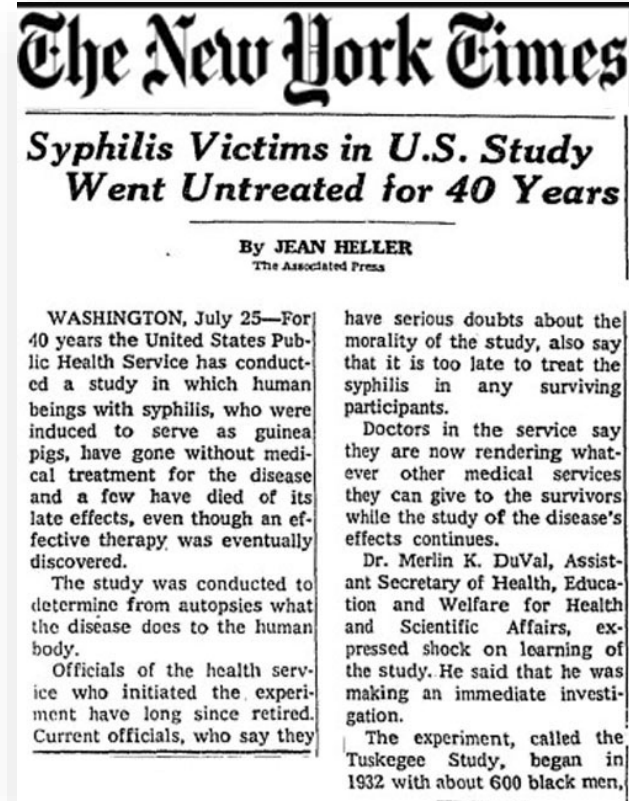 The New York Times
Syphilis Victims in U.S. Study
Went Untreated for 40 Years
By JEAN HELLER
The Associated Press
WASHINGTON, July 25—For
40 years the United States Pub-
lic Health Service has conduct-
ed a study in which human
beings with syphilis, who were
induced to serve as guinea
pigs, have gone without medi-
cal treatment for the disease
and a few have died of its
late effects, even though an ef-
fective therapy was eventually
discovered.
The study was conducted to
determine from autopsies what
the disease does to the human
body.
Officials of the health serv-
ice who initiated the experi-
ment have long since retired.
Current officials, who say they
have serious doubts about the
morality of the study, also say
that it is too late to treat the
syphilis in any surviving
participants.
Doctors in the service say
they are now rendering what-
ever other medical services
they can give to the survivors
while the study of the disease's
effects continues.
Dr. Merlin K. DuVal, Assist-
ant Secretary of Health, Educa-
tion and Welfare for Health
and Scientific Affairs, ex-
pressed shock on learning of
the study. He said that he was
making an immediate investi-
gation.
The experiment, called the
Tuskegee Study, began in
1932 with about 600 black men,